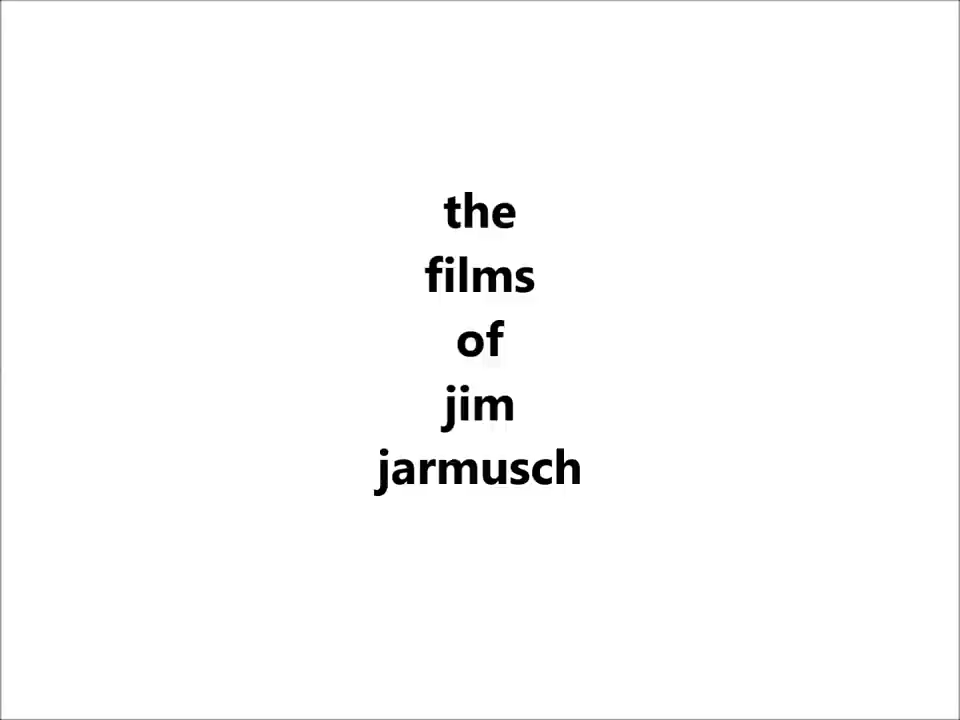 the
films
of
jim
jarmusch